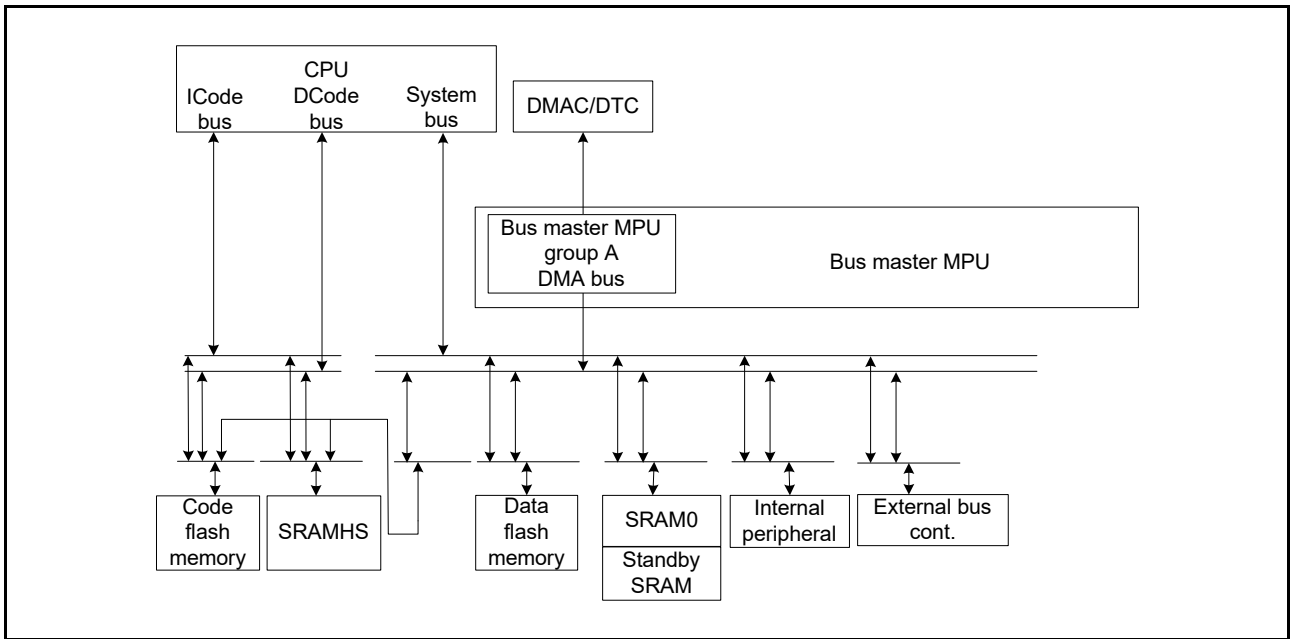 CPU
ICode
bus
DCode
bus
System
bus
DMAC/DTC
Bus master MPU
group A
DMA bus
Bus master MPU
Code
flash
memory
SRAMHS
Data
flash
memory
SRAM0
Standby
SRAM
Internal
peripheral
External bus
cont.